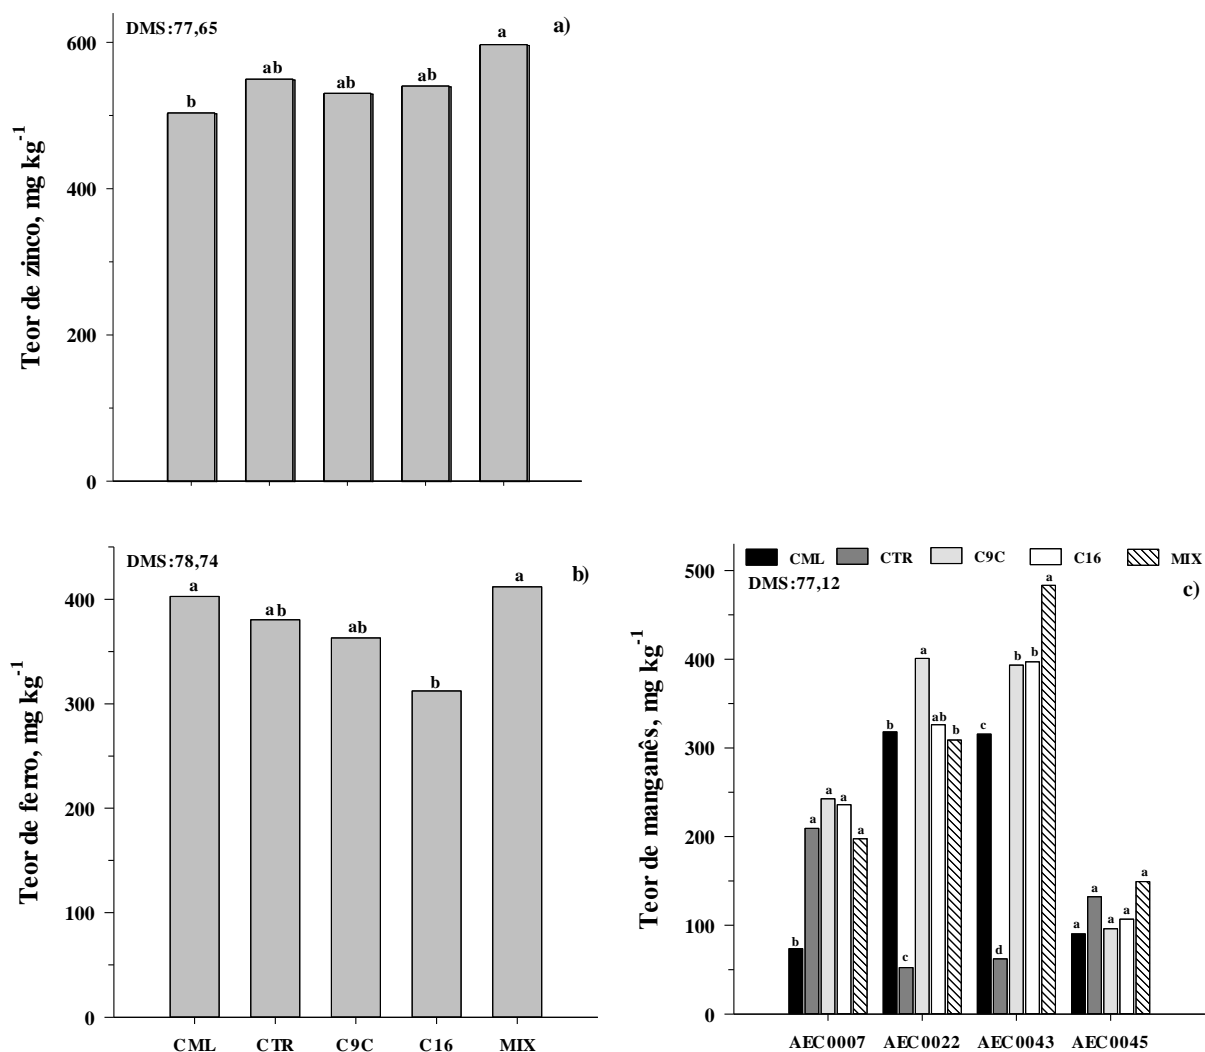 DMS:77,65
a)
Teor de zinco, mg kg-1
600
400
200
0
b
ab
ab
ab
a
DMS:78,74
b)
Teor de ferro, mg kg-1
400
300
200
100
0
a
ab
ab
b
a
CML
CTR
C9C
C16
MIX
CML
CTR
C9C
C16
MIX
DMS:77,12
c)
Teor de manganês, mg kg-1
500
400
300
200
100
0
b
a
a
a
a
b
c
a
ab
b
c
d
b
b
a
a
a
a
a
a
AEC0007
AEC0022
AEC0043
AEC0045